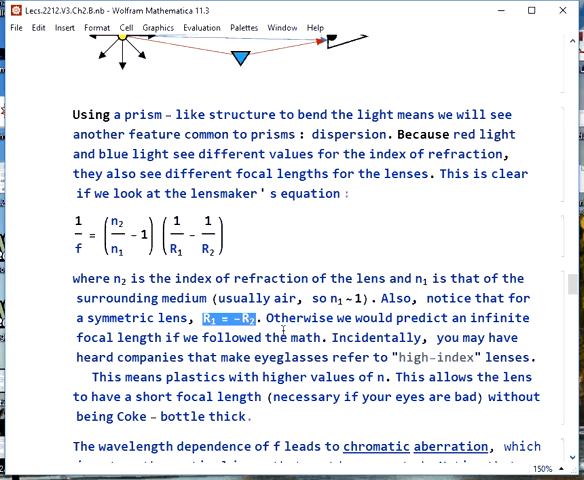 Lecs.2212.V3.Ch2.B.nb - Wolfram Mathematica 11.3
File Edit Insert Format Cell Graphics Evaluation Palettes Window Help
Using a prism – like structure to bend the light means we will see
another feature common to prisms : dispersion. Because red light
and blue light see different values for the index of refraction,
they also see different focal lengths for the lenses. This is clear
if we look at the lensmaker ' s equation :
1/f = (n₂/n₁ - 1) (1/R₁ - 1/R₂)
where n₂ is the index of refraction of the lens and n₁ is that of the
surrounding medium (usually air, so n₁ ~ 1). Also, notice that for
a symmetric lens, R₁ = -R₂. Otherwise we would predict an infinite
focal length if we followed the math. Incidentally, you may have
heard companies that make eyeglasses refer to "high-index" lenses.
This means plastics with higher values of n. This allows the lens
to have a short focal length (necessary if your eyes are bad) without
being Coke – bottle thick.
The wavelength dependence of f leads to chromatic aberration, which
150%